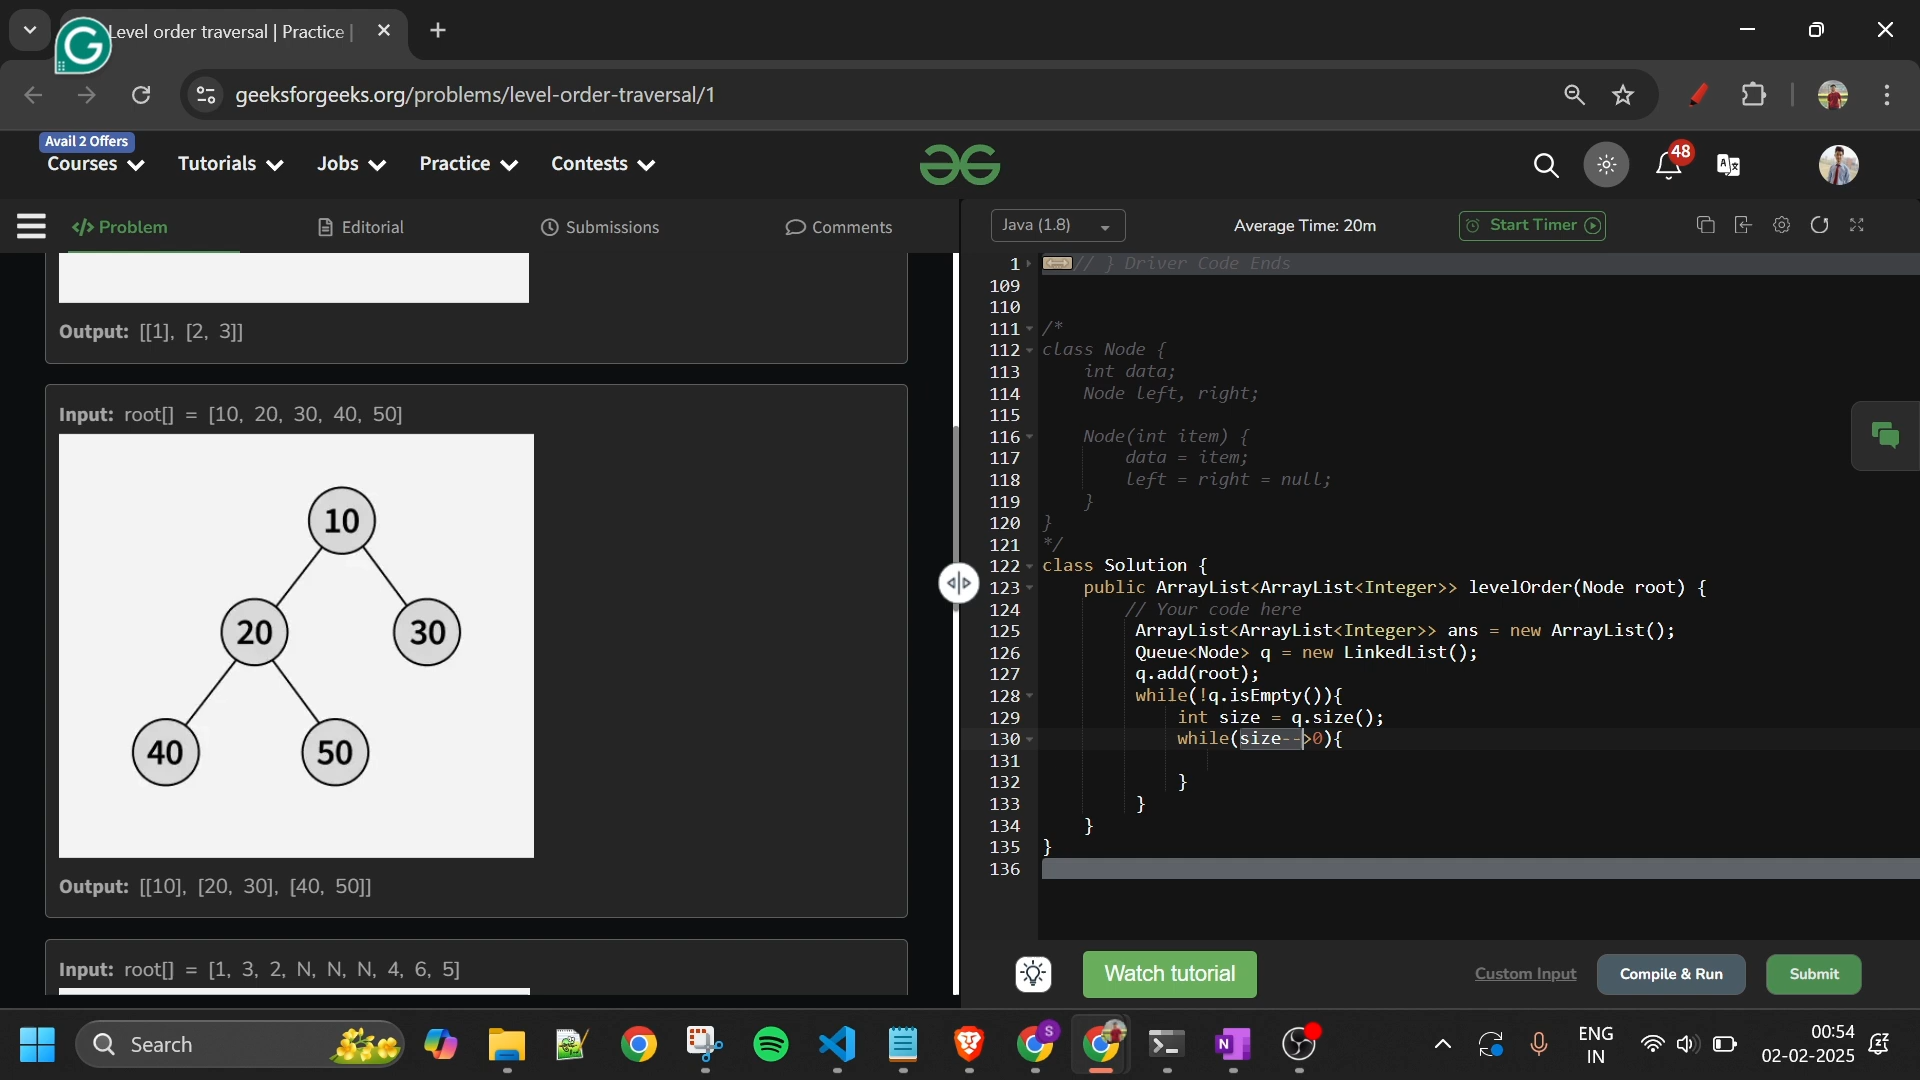 Level order traversal | Practice |
geeksforgeeks.org/problems/level-order-traversal/1
Avail 2 Offers
Courses
Tutorials
Jobs
Practice
Contests
48
</> Problem
Editorial
Submissions
Comments
Java (1.8)
Average Time: 20m
Start Timer
Output: [[1], [2, 3]]
Input: root[] = [10, 20, 30, 40, 50]
10
20
30
40
50
Output: [[10], [20, 30], [40, 50]]
Input: root[] = [1, 3, 2, N, N, N, 4, 6, 5]
1 // } Driver Code Ends
109
110
111 /*
112 class Node {
113 int data;
114 Node left, right;
115
116 Node(int item) {
117 data = item;
118 left = right = null;
119 }
120 }
121 */
122 class Solution {
123 public ArrayList<ArrayList<Integer>> levelOrder(Node root) {
124 // Your code here
125 ArrayList<ArrayList<Integer>> ans = new ArrayList();
126 Queue<Node> q = new LinkedList();
127 q.add(root);
128 while(!q.isEmpty()){
129 int size = q.size();
130 while(size-->0){
131
132 }
133 }
134 }
135 }
136
Watch tutorial
Custom Input
Compile & Run
Submit
Search
S
ENG
IN
00:54
02-02-2025